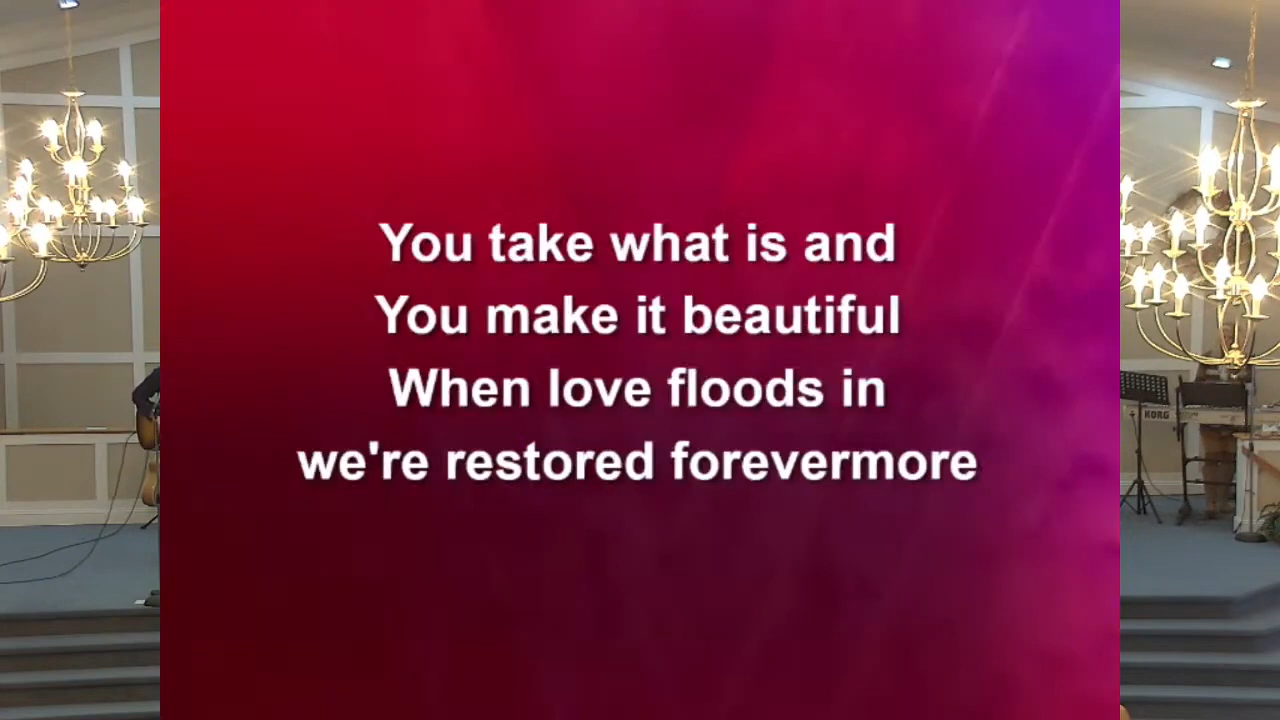 You take what is and
You make it beautiful
When love floods in
we're restored forevermore
KORG